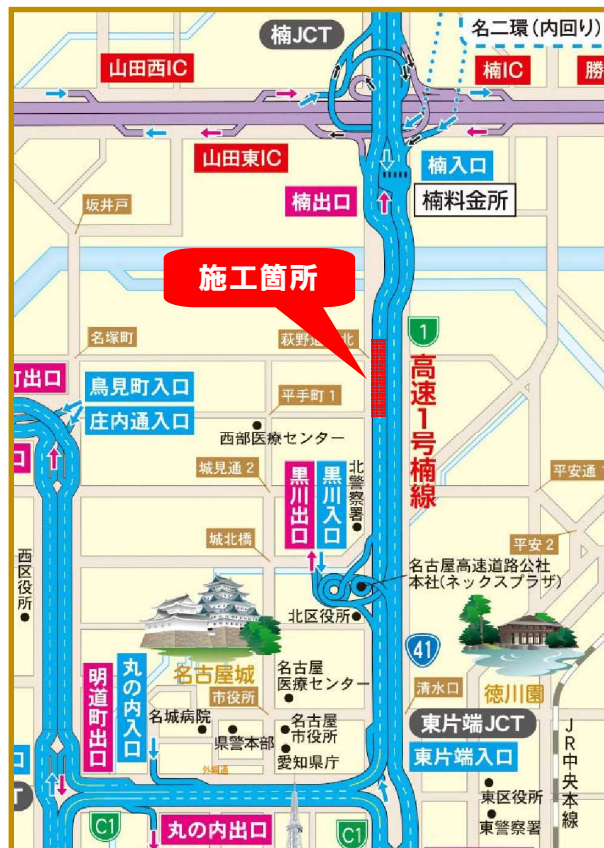 楠JCT
名二環(内回り)
山田西IC
楠IC
勝
山田東IC
楠入口
楠出口
楠料金所
坂井戸
施工箇所
1
名塚町
萩野通
北
高速1号楠線
町出口
鳥見町入口
庄内通入口
平手町1
西部医療センター
口
城見通2
黒川出口
黒川入口
北警察署
平安通1
城北橋
平安2
西区役所
名古屋高速道路公社
本社(ネックスプラザ)
北区役所
41
名古屋城
名古屋
医療センター
清水口
徳川園
明道町出口
丸の内入口
市役所
名城病院
県警本部
名古屋
市役所
愛知県庁
外堀通
東片端JCT
東片端入口
JR中央本線
口
T
東区役所
東警察署
C1
丸の内出口
C1